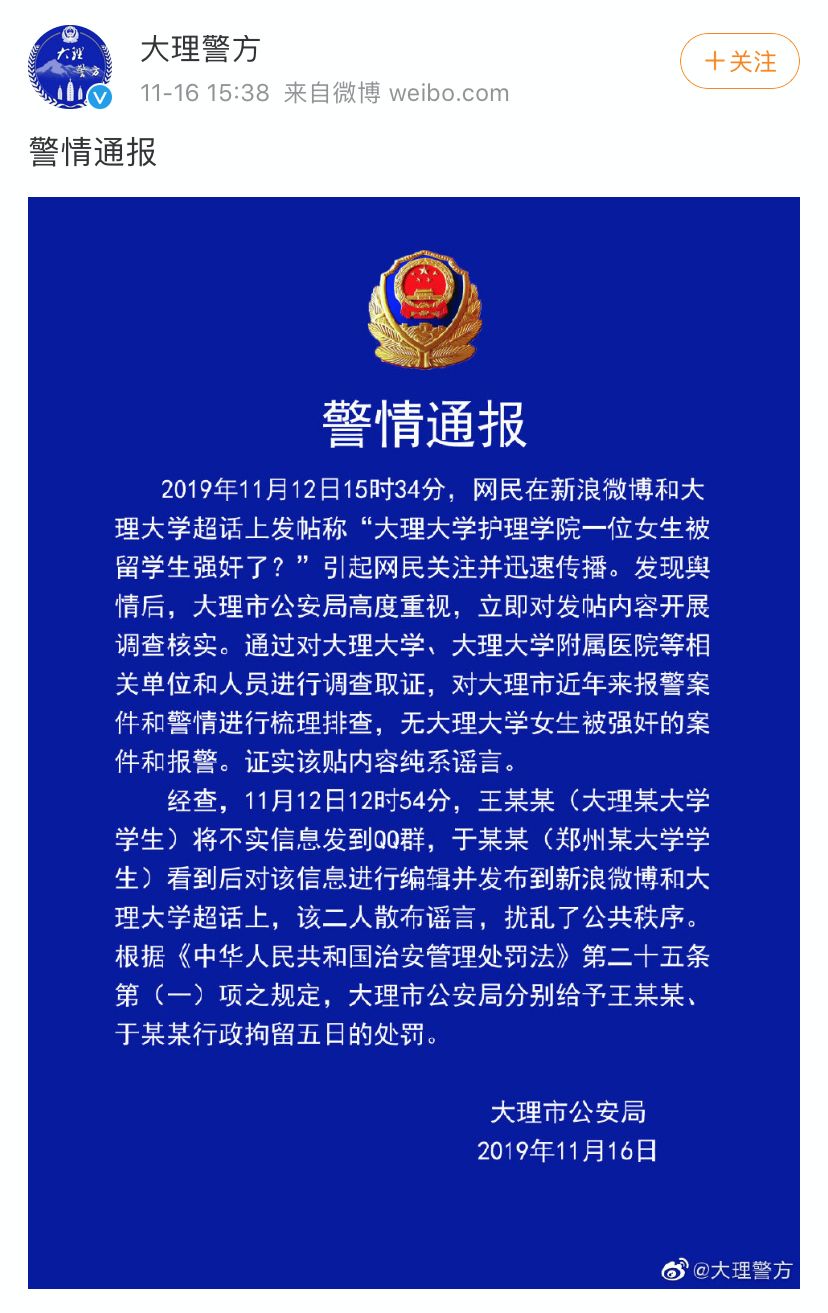 大理警方
大理警方
11-16 15:38 来自微博 weibo.com
+关注
警情通报
警情通报
2019年11月12日15时34分，网民在新浪微博和大
理大学超话上发帖称“大理大学护理学院一位女生被
留学生强奸了？”引起网民关注并迅速传播。发现舆
情后，大理市公安局高度重视，立即对发帖内容开展
调查核实。通过对大理大学、大理大学附属医院等相
关单位和人员进行调查取证，对大理市近年来报警案
件和警情进行梳理排查，无大理大学女生被强奸的案
件和报警。证实该贴内容纯系谣言。
经查，11月12日12时54分，王某某（大理某大学
学生）将不实信息发到QQ群，于某某（郑州某大学学
生）看到后对该信息进行编辑并发布到新浪微博和大
理大学超话上，该二人散布谣言，扰乱了公共秩序。
根据《中华人民共和国治安管理处罚法》第二十五条
第（一）项之规定，大理市公安局分别给予王某某、
于某某行政拘留五日的处罚。
大理市公安局
2019年11月16日
@大理警方